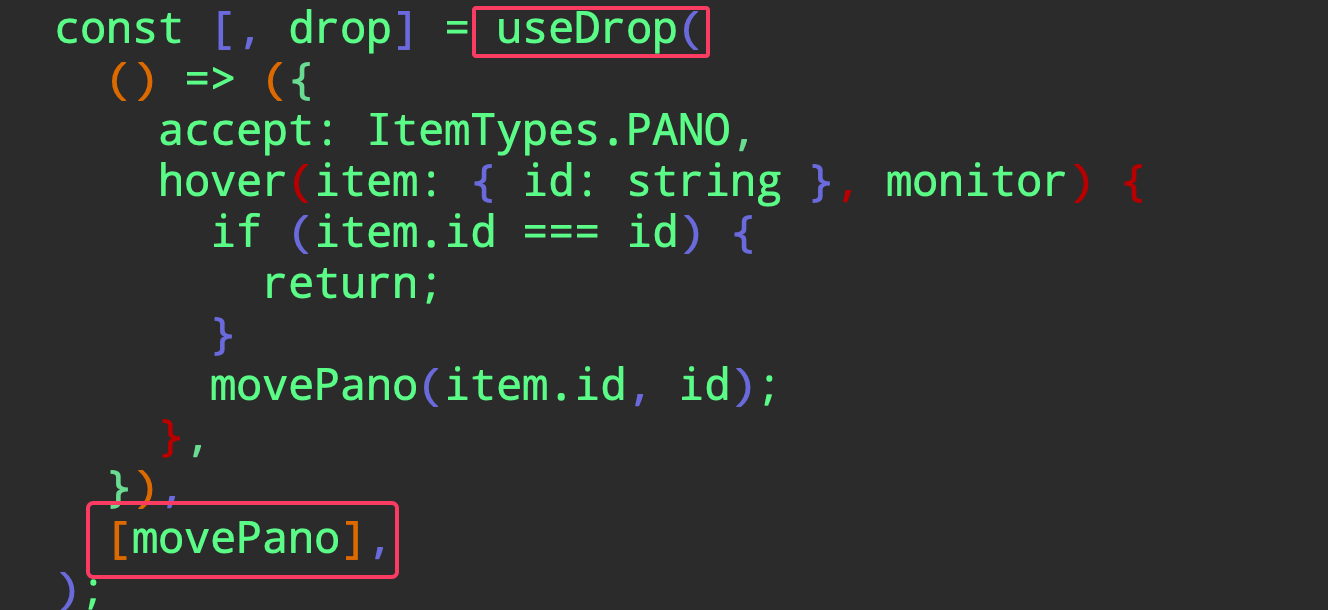 const [, drop] = useDrop(
() => ({
accept: ItemTypes.PANO,
hover(item: { id: string }, monitor) {
if (item.id === id) {
return;
}
movePano(item.id, id);
},
}),
[movePano],
);